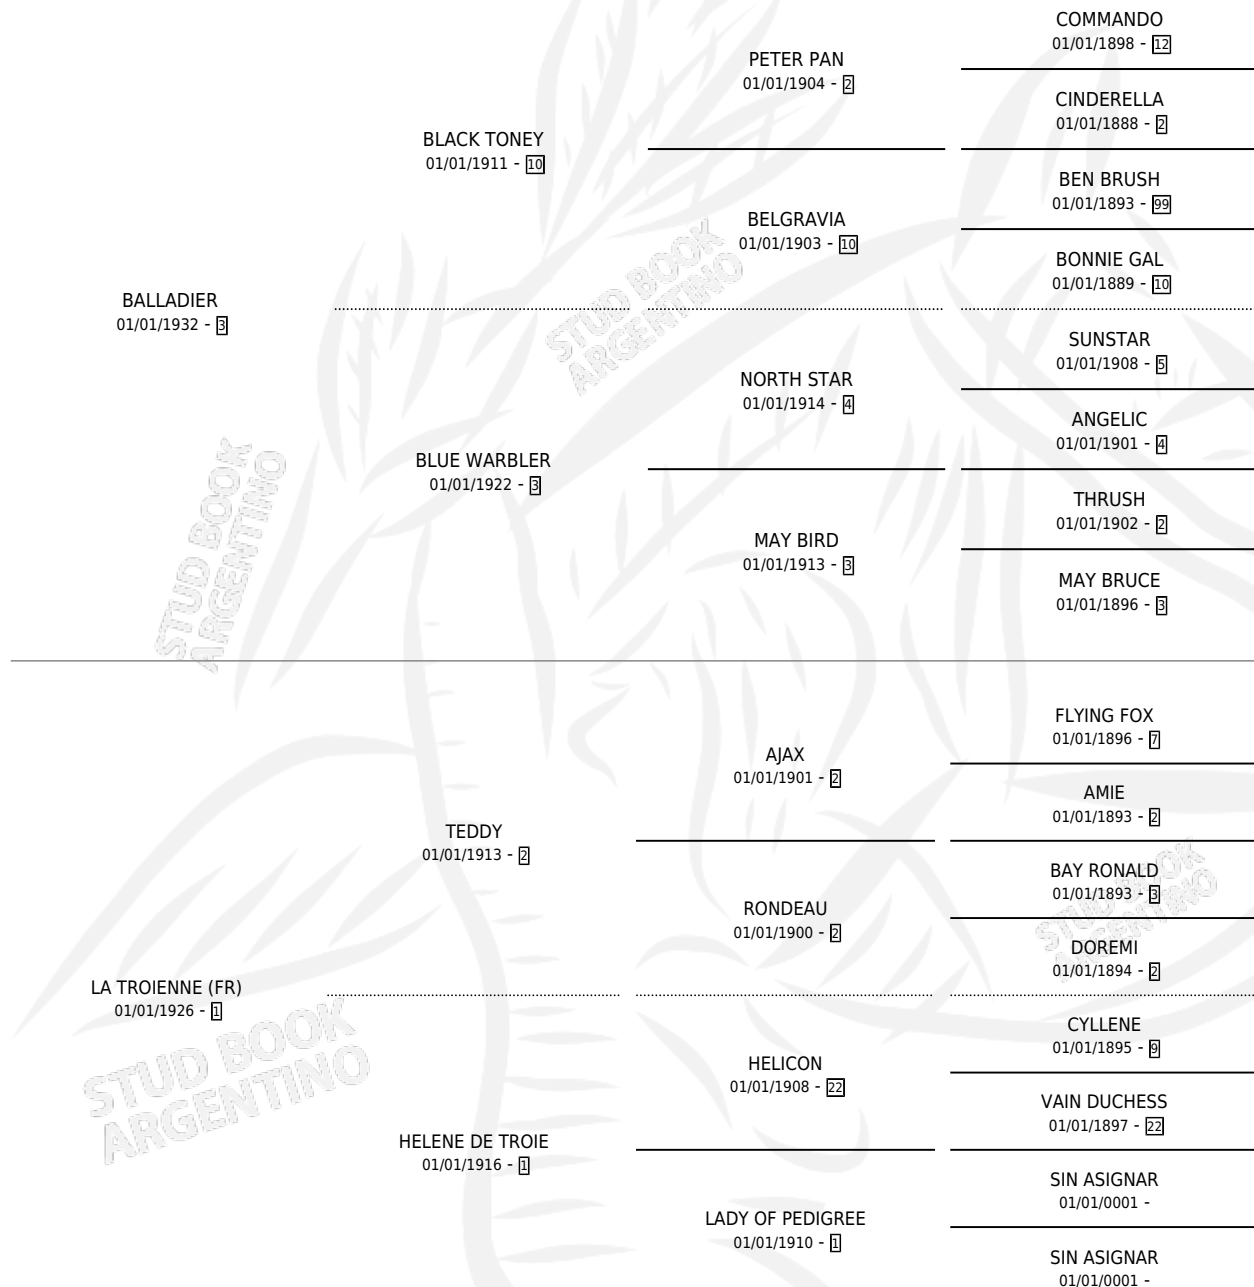 COMMANDO
01/01/1898 - 12
PETER PAN
01/01/1904 - 2
CINDERELLA
01/01/1888 - 2
BLACK TONEY
01/01/1911 - 10
BEN BRUSH
01/01/1893 - 99
BELGRAVIA
01/01/1903 - 10
BONNIE GAL
01/01/1889 - 10
BALLADIER
01/01/1932 - 3
STUD BOOK
ARGENTINO
SUNSTAR
01/01/1908 - 5
NORTH STAR
01/01/1914 - 4
ANGELIC
01/01/1901 - 4
BLUE WARBLER
01/01/1922 - 3
THRUSH
01/01/1902 - 2
MAY BIRD
01/01/1913 - 3
MAY BRUCE
01/01/1896 - 3
STUD BOOK
ARGENTINO
FLYING FOX
01/01/1896 - 7
AJAX
01/01/1901 - 2
AMIE
01/01/1893 - 2
TEDDY
01/01/1913 - 2
BAY RONALD
01/01/1893 - 3
RONDEAU
01/01/1900 - 2
STUD BOOK
ARGENTINO
DOREMI
01/01/1894 - 2
LA TROIENNE (FR)
01/01/1926 - 1
CYLLENE
01/01/1895 - 9
HELICON
01/01/1908 - 22
STUD BOOK
ARGENTINO
VAIN DUCHESS
01/01/1897 - 22
HELENE DE TROIE
01/01/1916 - 1
SIN ASIGNAR
01/01/0001 -
LADY OF PEDIGREE
01/01/1910 - 1
SIN ASIGNAR
01/01/0001 -